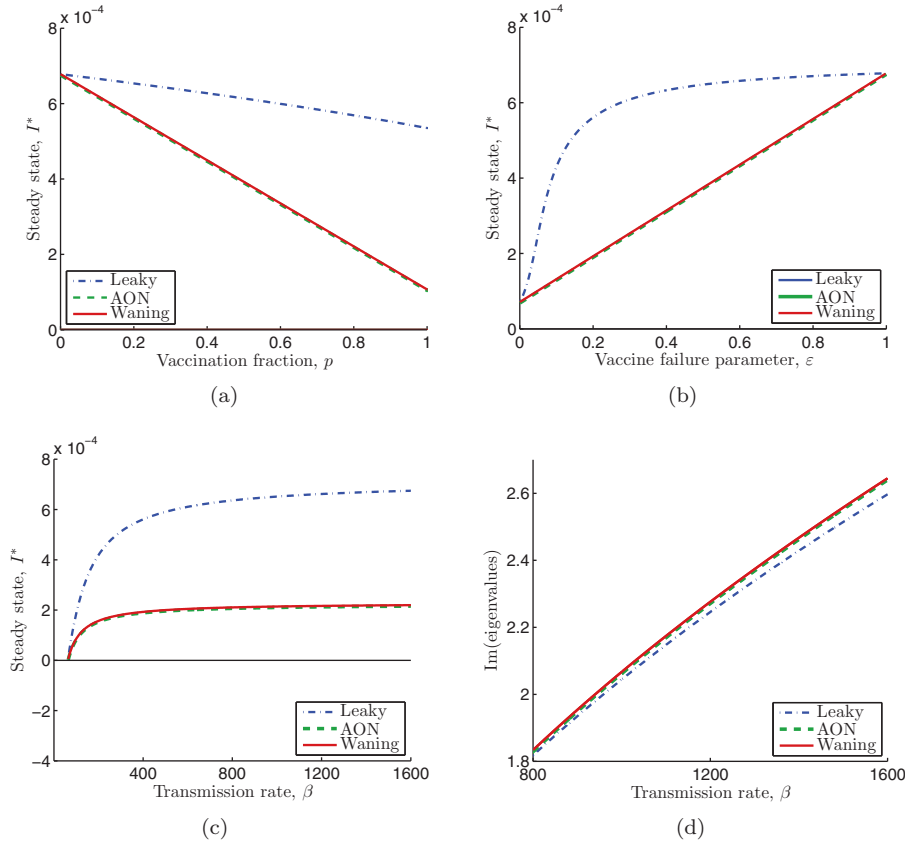 x 10⁻⁴
8
6
4
2
0
Steady state, I*
Leaky
AON
Waning
0 0.2 0.4 0.6 0.8 1
Vaccination fraction, p
(a)
x 10⁻⁴
8
6
4
2
0
Steady state, I*
Leaky
AON
Waning
0 0.2 0.4 0.6 0.8 1
Vaccine failure parameter, ε
(b)
x 10⁻⁴
8
6
4
2
0
−2
−4
Steady state, I*
Leaky
AON
Waning
400 800 1200 1600
Transmission rate, β
(c)
2.6
2.4
2.2
2
1.8
Im(eigenvalues)
Leaky
AON
Waning
800 1200 1600
Transmission rate, β
(d)